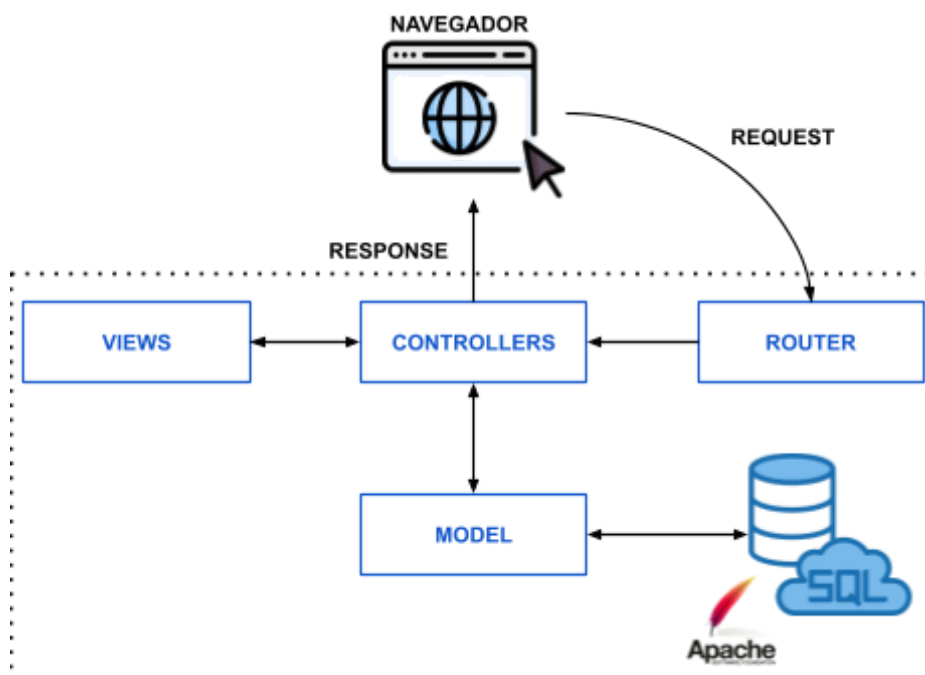 NAVEGADOR
REQUEST
RESPONSE
VIEWS
CONTROLLERS
ROUTER
MODEL
SQL
Apache